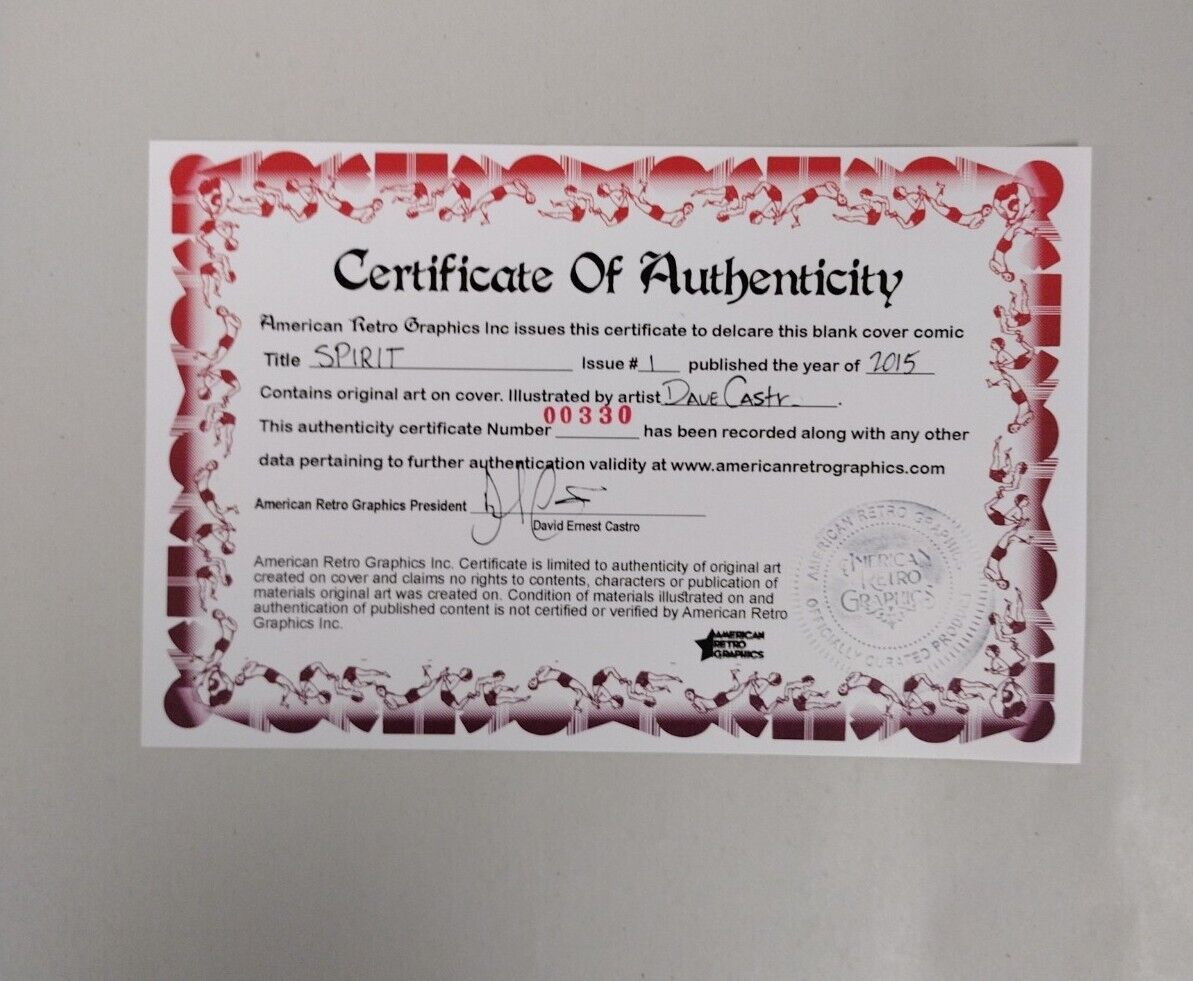 Certificate Of Authenticity
American Retro Graphics Inc issues this certificate to delcare this blank cover comic
Title SPIRIT Issue # 1 published the year of 2015
Contains original art on cover. Illustrated by artist Dave Castr.
This authenticity certificate Number 00330 has been recorded along with any other
data pertaining to further authentication validity at www.americanretrographics.com
American Retro Graphics President
David Ernest Castro
American Retro Graphics Inc. Certificate is limited to authenticity of original art
created on cover and claims no rights to contents, characters or publication of
materials original art was created on. Condition of materials illustrated on and
authentication of published content is not certified or verified by American Retro
Graphics Inc.
AMERICAN
RETRO
GRAPHICS
AMERICAN RETRO GRAPHICS
AMERICAN
RETRO
GRAPHICS
OFFICIALLY CURATED PRODUCT